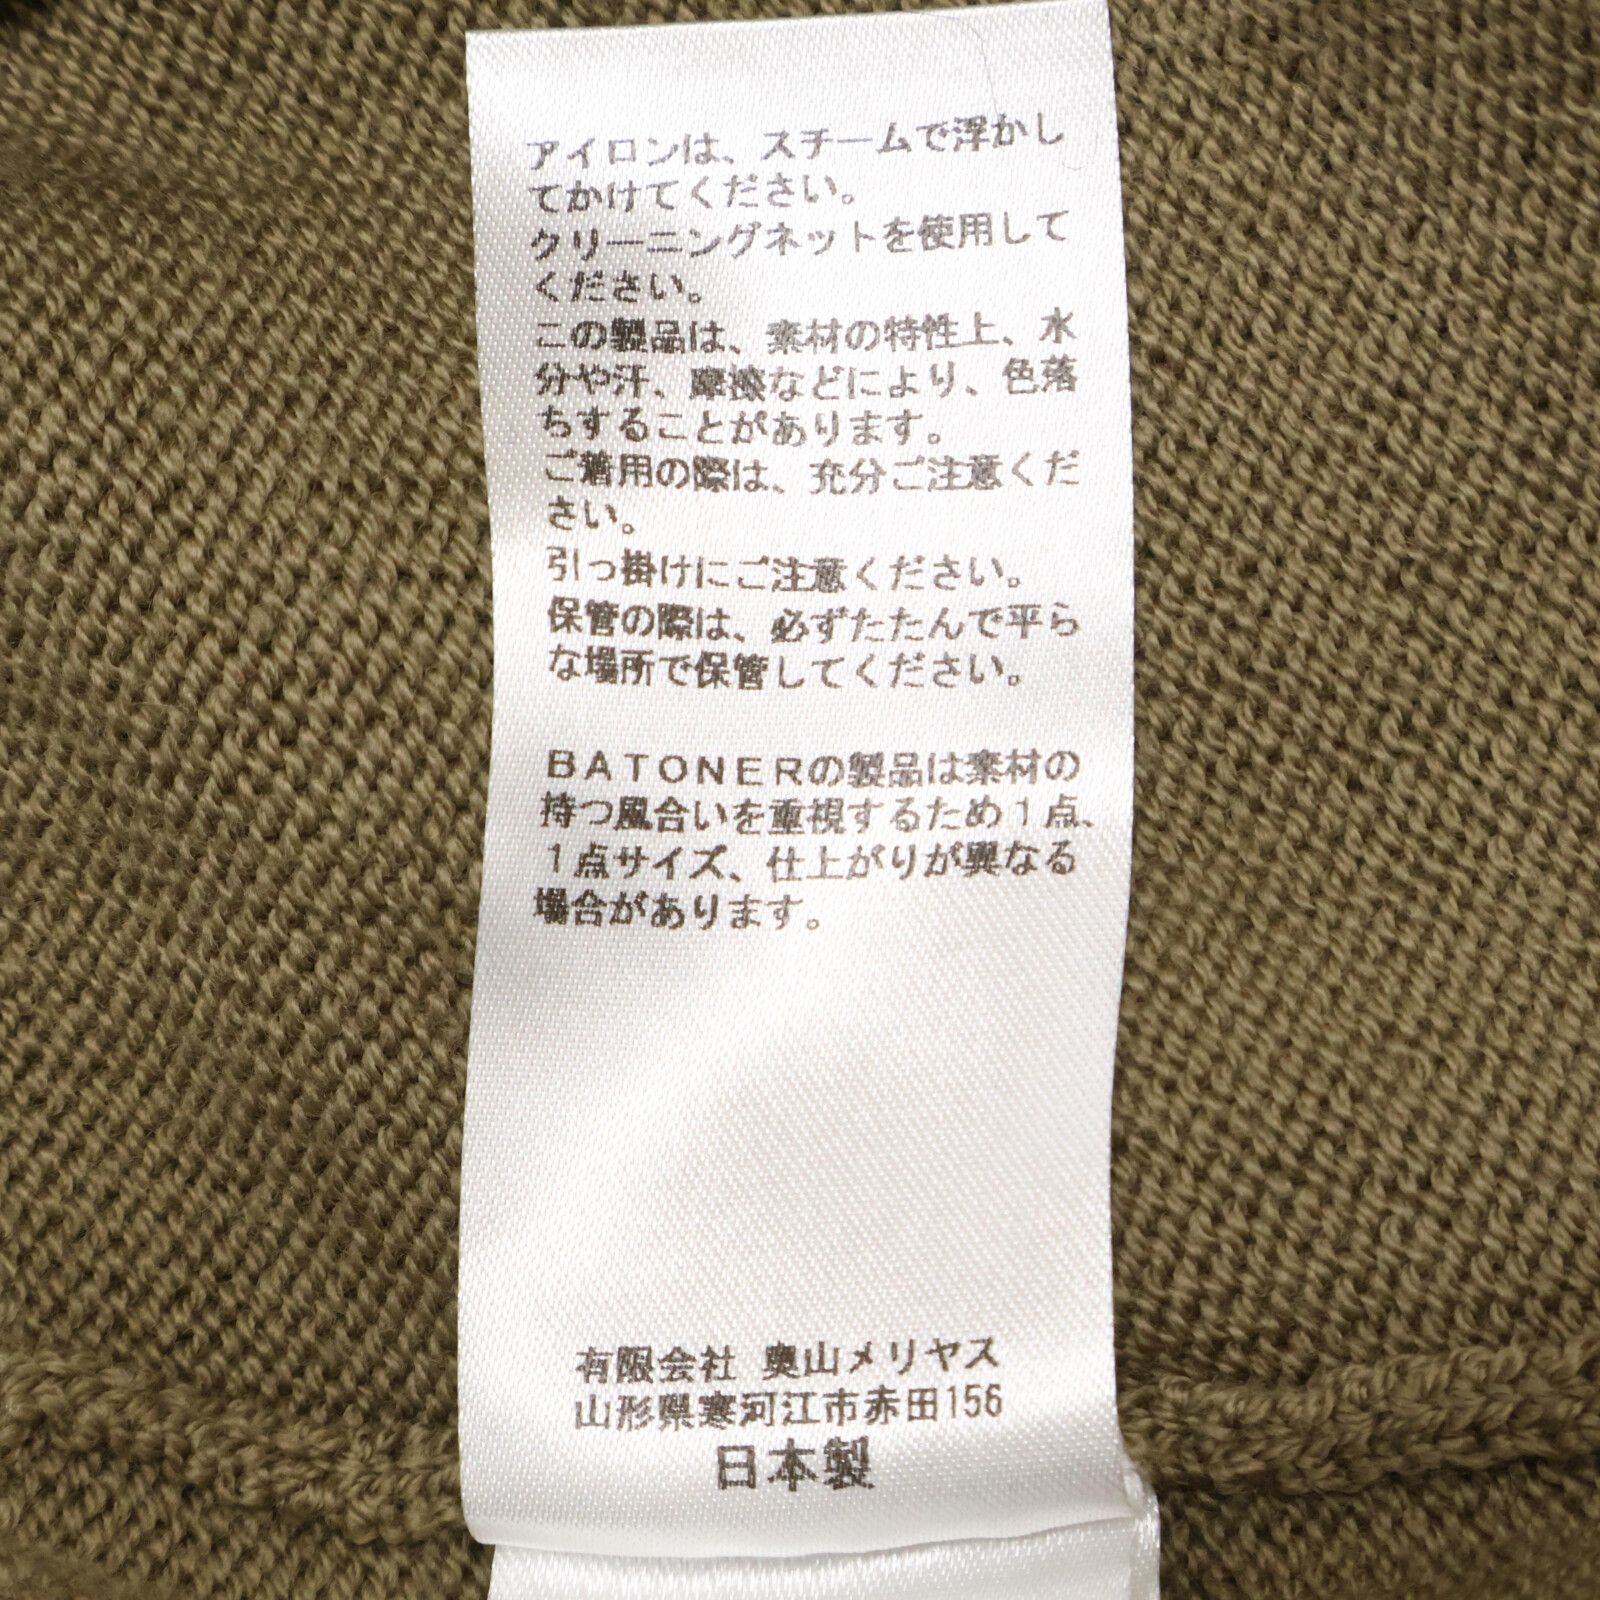 アイロンは、スチームで浮かし
てかけてください。
クリーニングネットを使用して
ください。
この製品は、素材の特性上、水
分や汗、摩擦などにより、色落
ちすることがあります。
ご着用の際は、充分ご注意くだ
さい。
引っ掛けにご注意ください。
保管の際は、必ずたたんで平ら
な場所で保管してください。
BATONERの製品は素材の
持つ風合いを重視するため1点、
1点サイズ、仕上がりが異なる
場合があります。
有限会社 奥山メリヤス
山形県寒河江市赤田156
日本製